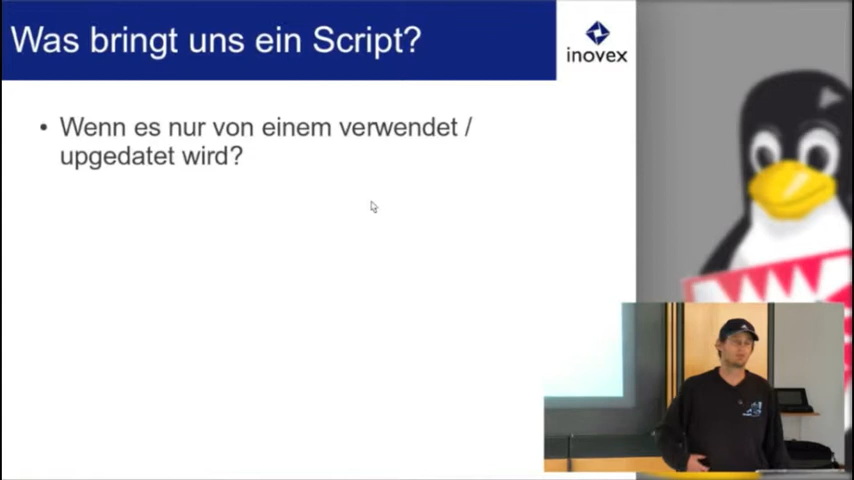 Was bringt uns ein Script?
inovex
• Wenn es nur von einem verwendet /
upgedatet wird?